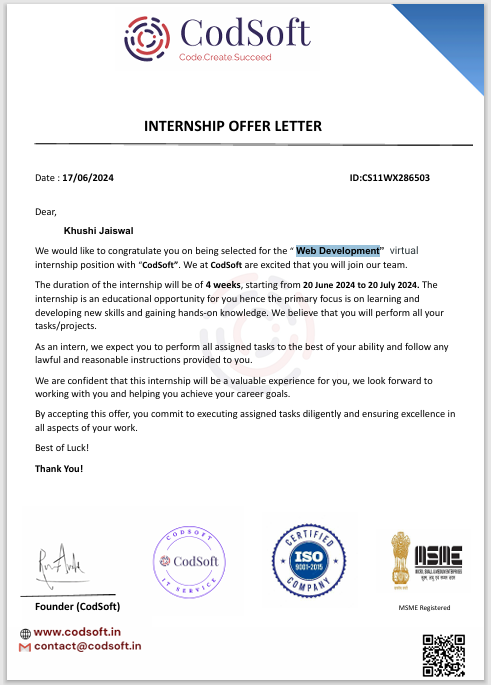 CodSoft
Code.Create Succeed
INTERNSHIP OFFER LETTER
Date : 17/06/2024 ID:CS11WX286503
Dear,
Khushi Jaiswal
We would like to congratulate you on being selected for the “ Web Development” virtual
internship position with “CodSoft”. We at CodSoft are excited that you will join our team.
The duration of the internship will be of 4 weeks, starting from 20 June 2024 to 20 July 2024. The
internship is an educational opportunity for you hence the primary focus is on learning and
developing new skills and gaining hands-on knowledge. We believe that you will perform all your
tasks/projects.
As an intern, we expect you to perform all assigned tasks to the best of your ability and follow any
lawful and reasonable instructions provided to you.
We are confident that this internship will be a valuable experience for you, we look forward to
working with you and helping you achieve your career goals.
By accepting this offer, you commit to executing assigned tasks diligently and ensuring excellence in
all aspects of your work.
Best of Luck!
Thank You!
CODSOFT
CodSoft
IT SERVICE
CERTIFIED
ISO
9001-2015
COMPANY
MSME
MICRO, SMALL & MEDIUM ENTERPRISES
Founder (CodSoft)
MSME Registered
www.codsoft.in
contact@codsoft.in